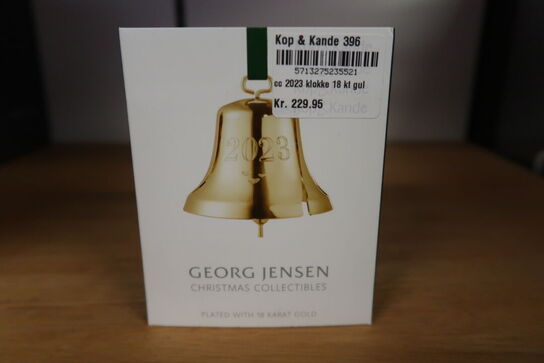 Kop & Kande 396
5713275235521
cc 2023 klokke 18 kt gul
Kr. 229.95
2023
GEORG JENSEN
CHRISTMAS COLLECTIBLES
PLATED WITH 18 KARAT GOLD